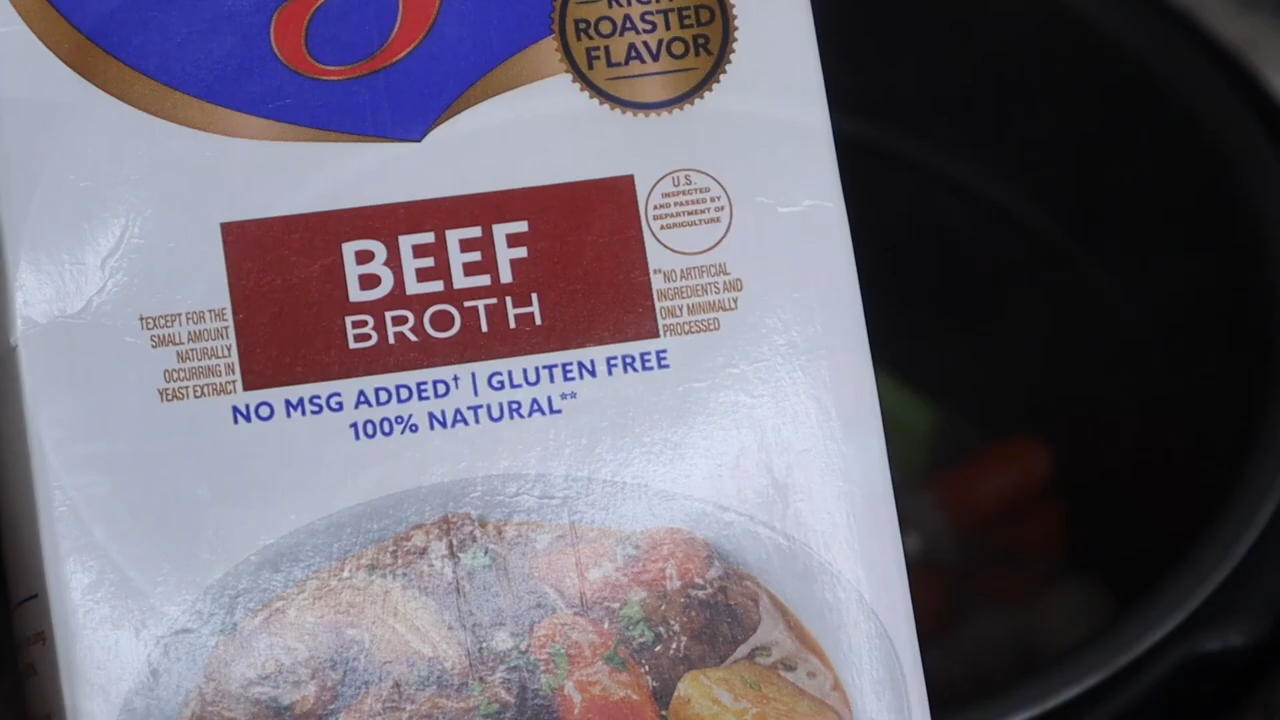 RICH
ROASTED
FLAVOR
U.S.
INSPECTED
AND PASSED BY
DEPARTMENT OF
AGRICULTURE
BEEF
BROTH
†EXCEPT FOR THE
SMALL AMOUNT
NATURALLY
OCCURRING IN
YEAST EXTRACT
**NO ARTIFICIAL
INGREDIENTS AND
ONLY MINIMALLY
PROCESSED
NO MSG ADDED† | GLUTEN FREE
100% NATURAL**